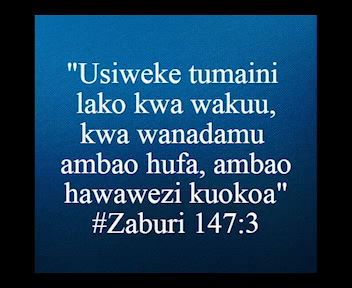 "Usiweke tumaini
lako kwa wakuu,
kwa wanadamu
ambao hufa, ambao
hawawezi kuokoa"
#Zaburi 147:3